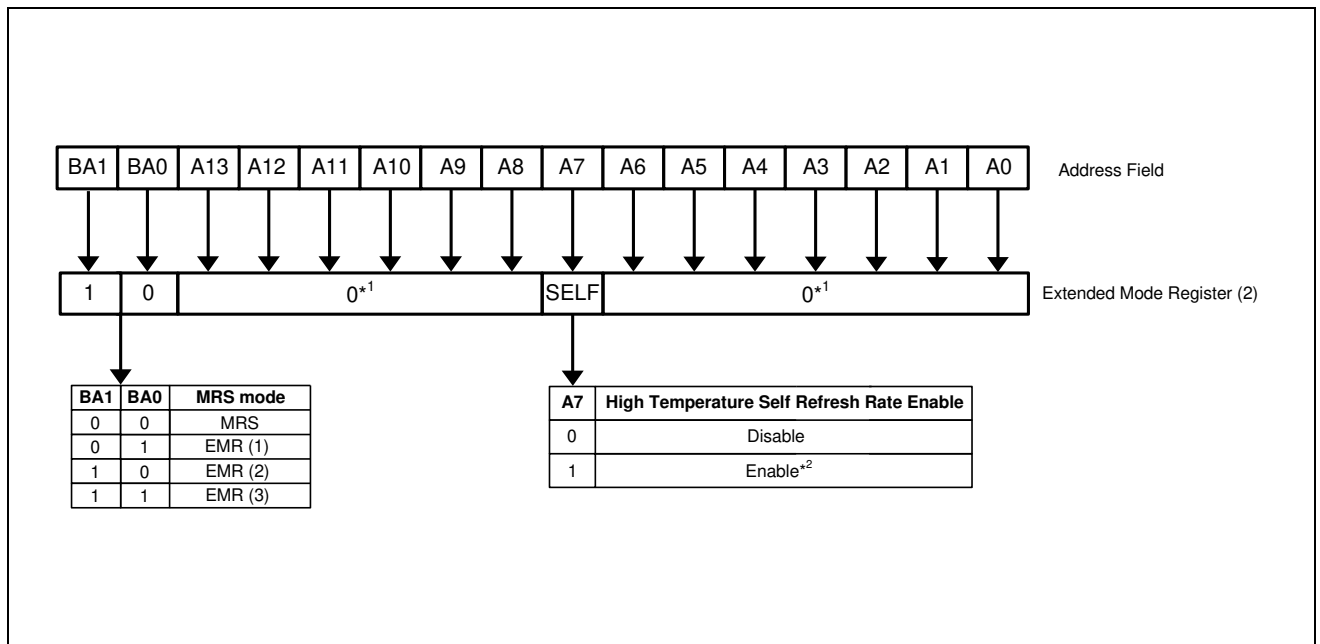 BA1 BA0 A13 A12 A11 A10 A9 A8 A7 A6 A5 A4 A3 A2 A1 A0 Address Field
1 0 0*1 SELF 0*1 Extended Mode Register (2)
BA1 BA0 MRS mode
0 0 MRS
0 1 EMR (1)
1 0 EMR (2)
1 1 EMR (3)
A7 High Temperature Self Refresh Rate Enable
0 Disable
1 Enable*2